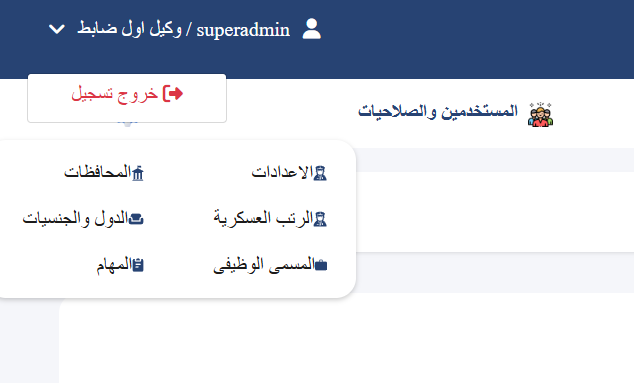 superadmin / وكيل اول ضابط
خروج تسجيل
المستخدمين والصلاحيات
الاعدادات
المحافظات
الرتب العسكرية
الدول والجنسيات
المسمى الوظيفى
المهام